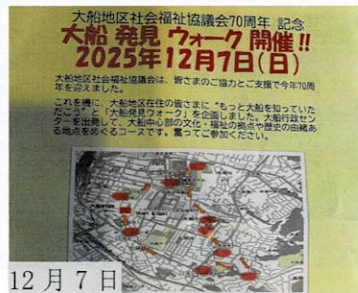 大船地区社会福祉協議会70周年 記念
大船 発見 ウォーク 開催!!
2025年12月7日(日)
大船地区社会福祉協議会は、皆さまのご協力とご支援で今年70周
年を迎えました。
これを機に、大船地区在住の皆さまに“もっと大船を知っていた
だこう”と「大船発見ウォーク」を企画しました。大船行政セン
ターを出発して、大船中心部の文化・福祉の拠点や歴史の由緒あ
る地点をめぐるコースです。奮ってご参加ください。
12月7日